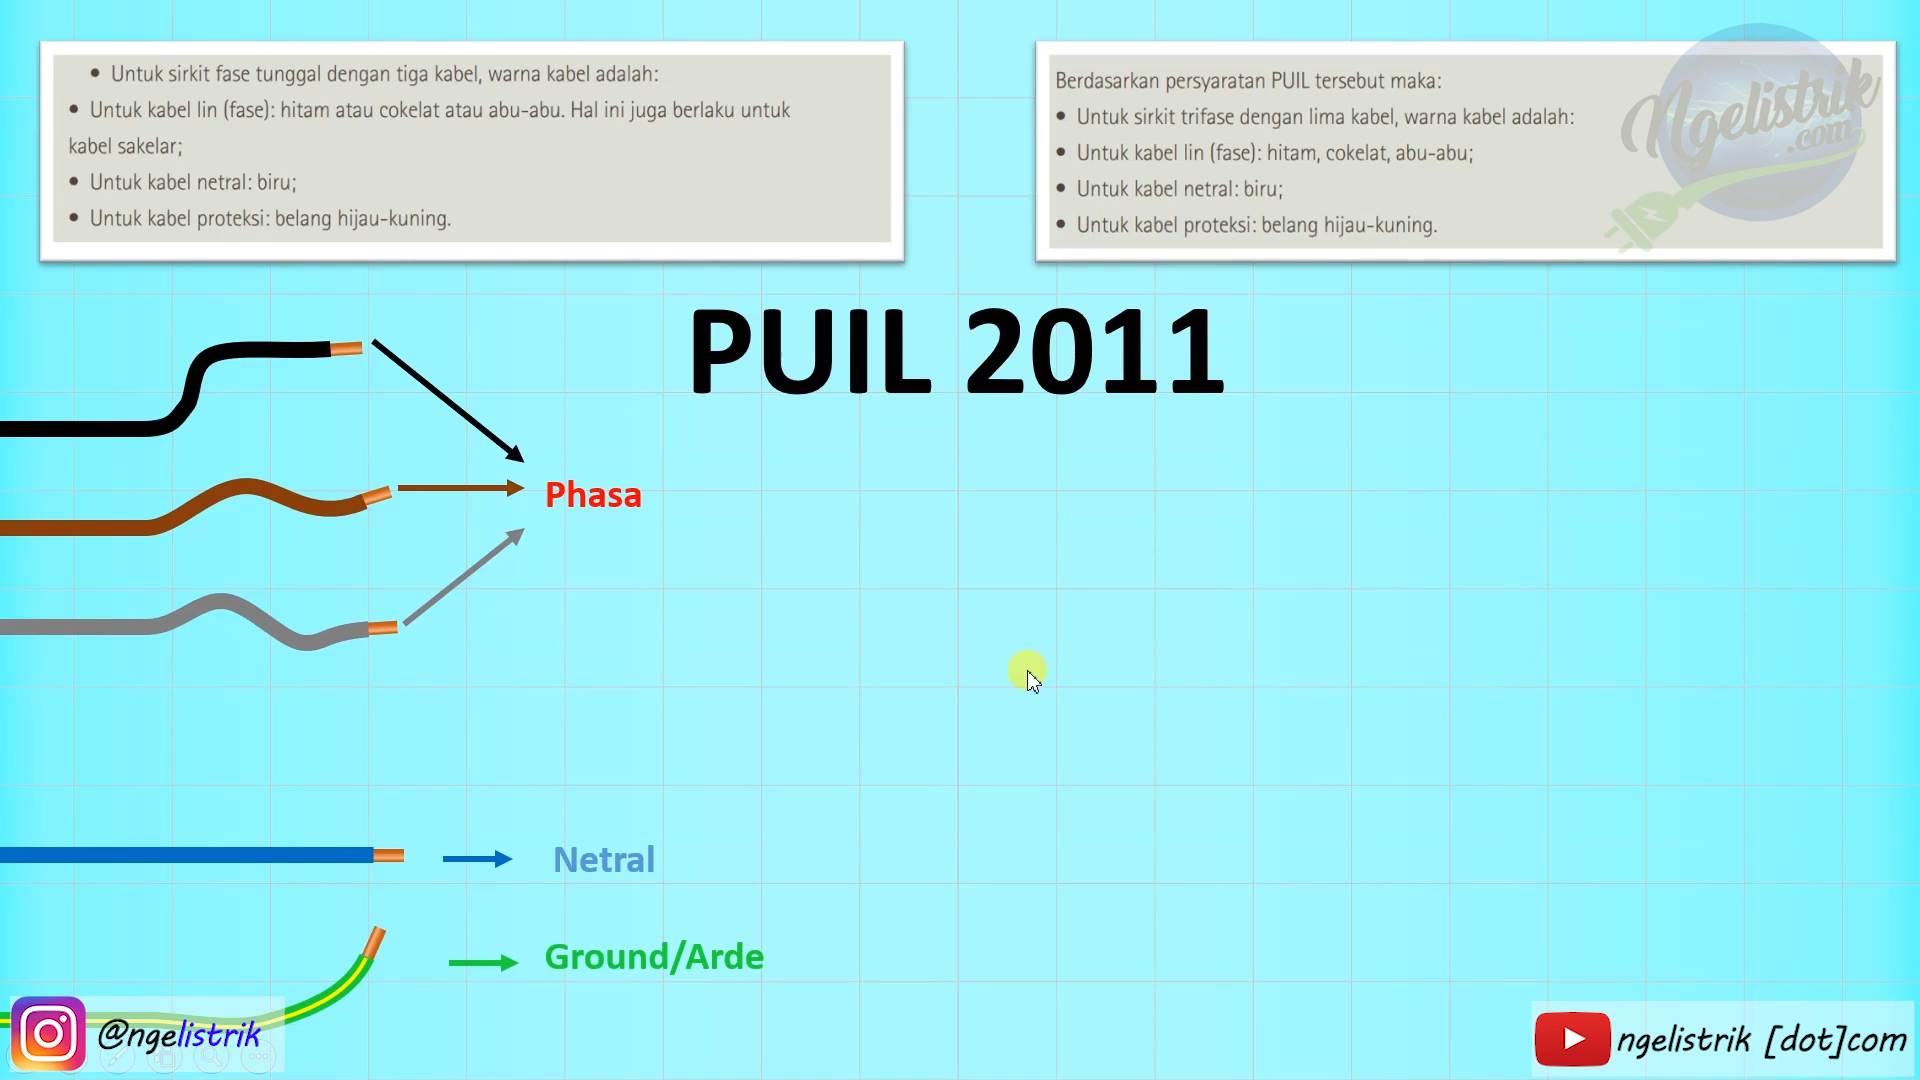 • Untuk sirkit fase tunggal dengan tiga kabel, warna kabel adalah:
• Untuk kabel lin (fase): hitam atau cokelat atau abu-abu. Hal ini juga berlaku untuk
kabel sakelar;
• Untuk kabel netral: biru;
• Untuk kabel proteksi: belang hijau-kuning.
Berdasarkan persyaratan PUIL tersebut maka:
• Untuk sirkit trifase dengan lima kabel, warna kabel adalah:
• Untuk kabel lin (fase): hitam, cokelat, abu-abu;
• Untuk kabel netral: biru;
• Untuk kabel proteksi: belang hijau-kuning.
Ngelistrik
.com
PUIL 2011
Phasa
Netral
Ground/Arde
@ngelistrik
ngelistrik [dot]com